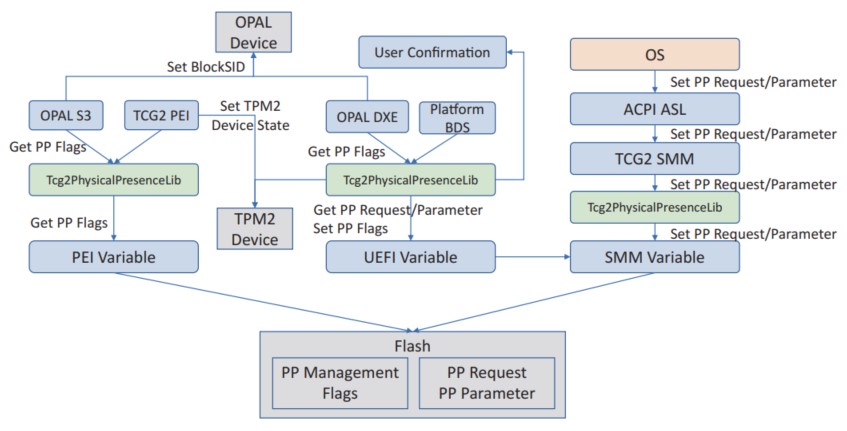 OPAL
Device
User Confirmation
OS
Set BlockSID
Set PP Request/Parameter
OPAL S3
TCG2 PEI
Set TPM2
Device State
OPAL DXE
Platform
BDS
ACPI ASL
Get PP Flags
Get PP Flags
Set PP Request/Parameter
TCG2 SMM
Tcg2PhysicalPresenceLib
Tcg2PhysicalPresenceLib
Set PP Request/Parameter
Tcg2PhysicalPresenceLib
Get PP Flags
TPM2
Device
Get PP Request/Parameter
Set PP Flags
Set PP Request/Parameter
PEI Variable
UEFI Variable
SMM Variable
Flash
PP Management
Flags
PP Request
PP Parameter